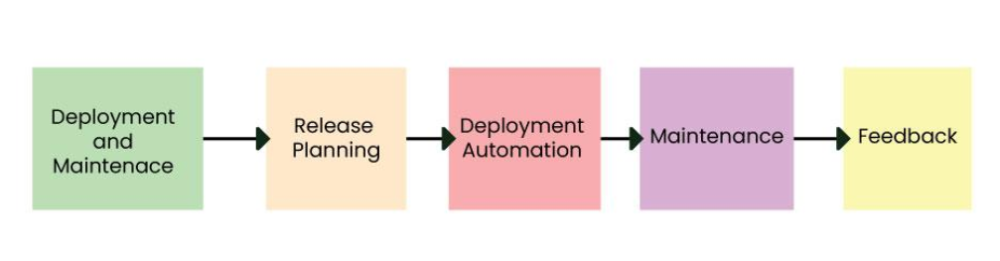 Deployment
and
Maintenace
Release
Planning
Deployment
Automation
Maintenance
Feedback